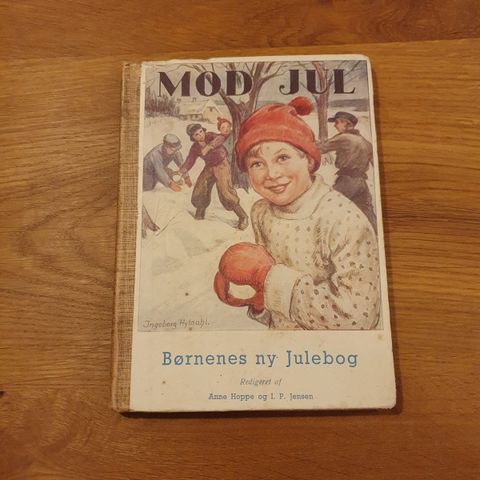 MOD JUL
Ingeborg Hyldahl.
Børnenes ny Julebog
Redigeret af
Anne Hoppe og I. P. Jensen